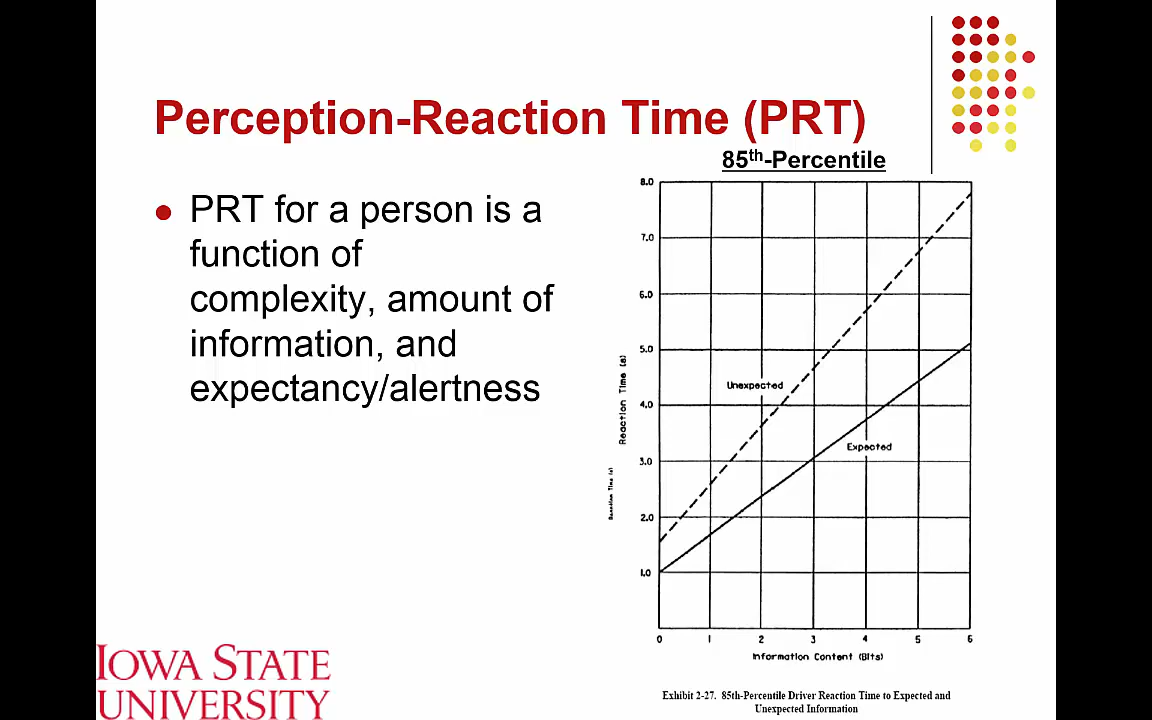 Perception-Reaction Time (PRT)
85th-Percentile
● PRT for a person is a
function of
complexity, amount of
information, and
expectancy/alertness
8.0
7.0
6.0
5.0
4.0
3.0
2.0
1.0
Reaction Time (s)
Reaction Time (s)
Unexpected
Expected
0 1 2 3 4 5 6
Information Content (Bits)
Exhibit 2-27. 85th-Percentile Driver Reaction Time to Expected and
Unexpected Information
IOWA STATE
UNIVERSITY